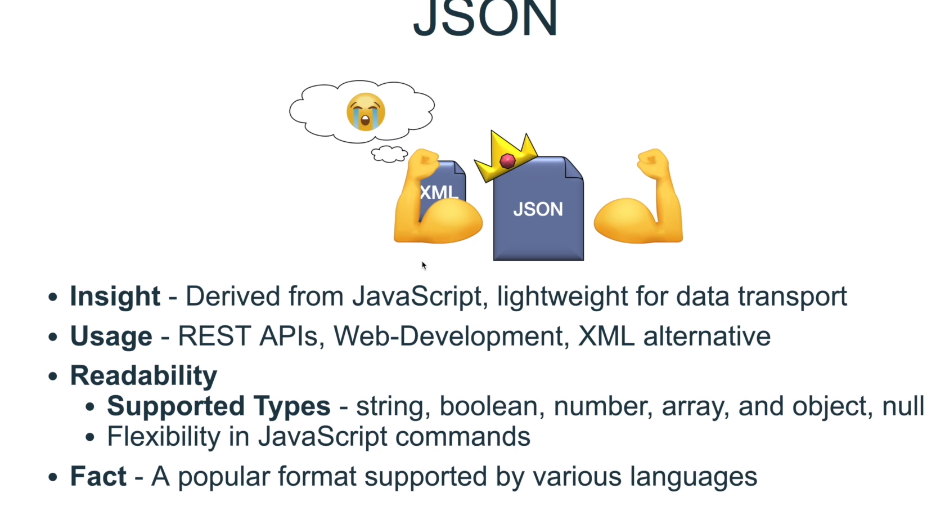 JSON
XML
JSON
• Insight - Derived from JavaScript, lightweight for data transport
• Usage - REST APIs, Web-Development, XML alternative
• Readability
• Supported Types - string, boolean, number, array, and object, null
• Flexibility in JavaScript commands
• Fact - A popular format supported by various languages